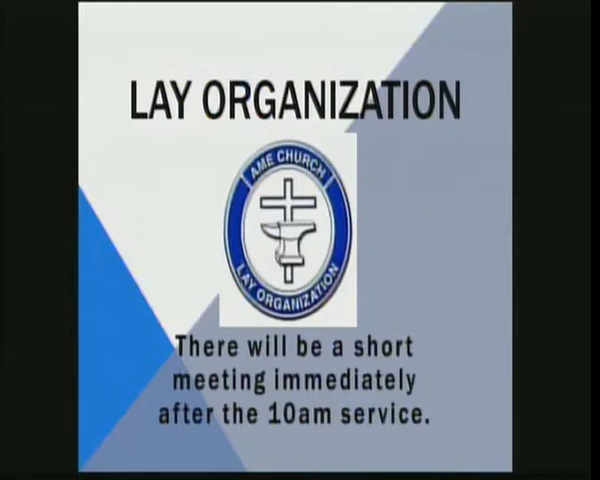 LAY ORGANIZATION
AME CHURCH
LAY ORGANIZATION
There will be a short
meeting immediately
after the 10am service.